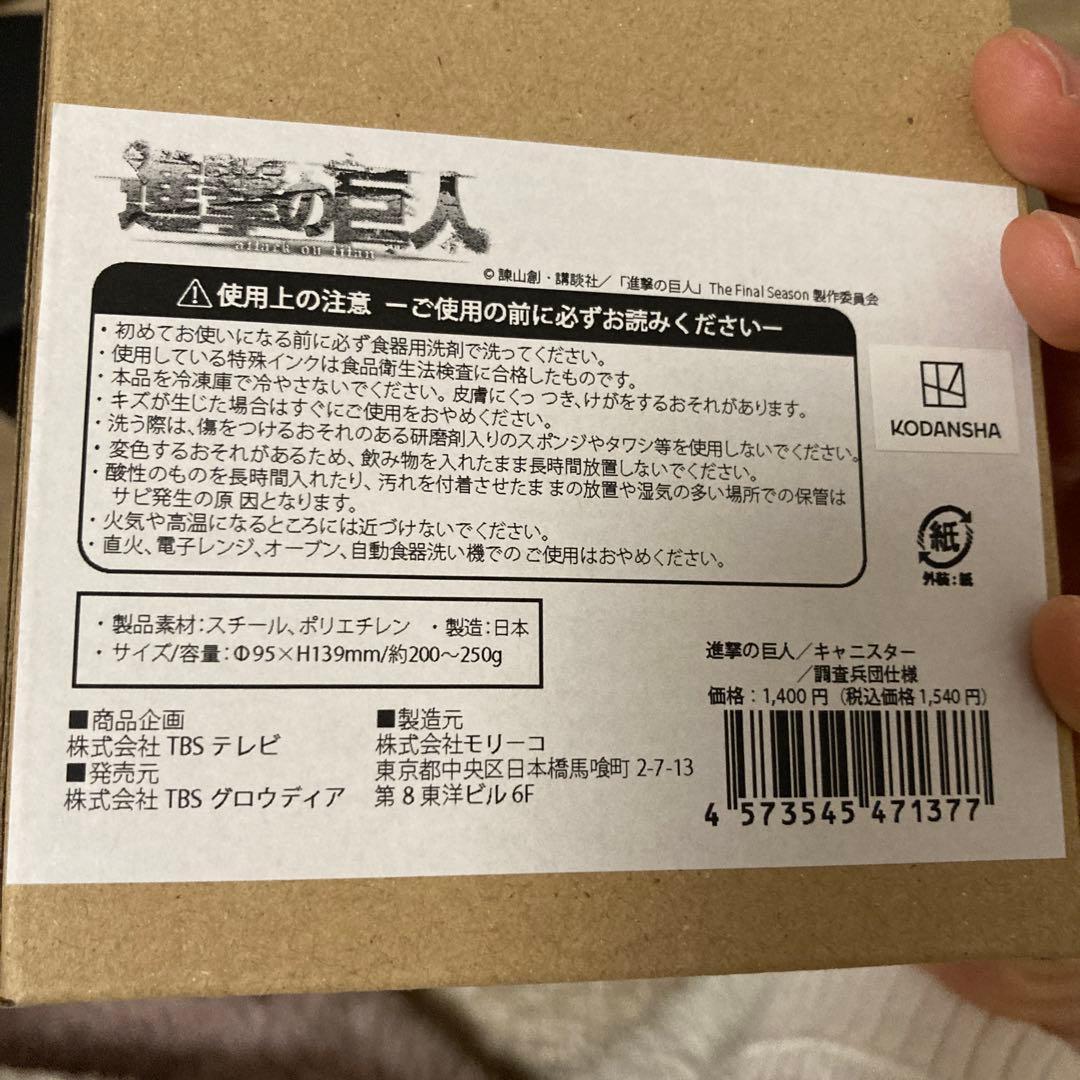 進撃の巨人
attack on titan
© 諫山創・講談社／「進撃の巨人」The Final Season 製作委員会
⚠使用上の注意 ーご使用の前に必ずお読みくださいー
・初めてお使いになる前に必ず食器用洗剤で洗ってください。
・使用している特殊インクは食品衛生法検査に合格したものです。
・本品を冷凍庫で冷やさないでください。皮膚にくっ つき、けがをするおそれがあります。
・キズが生じた場合はすぐにご使用をおやめください。
・洗う際は、傷をつけるおそれのある研磨剤入りのスポンジやタワシ等を使用しないでください。
・変色するおそれがあるため、飲み物を入れたまま長時間放置しないでください。
・酸性のものを長時間入れたり、汚れを付着させたま まの放置や湿気の多い場所での保管は
サビ発生の原 因となります。
・火気や高温になるところには近づけないでください。
・直火、電子レンジ、オーブン、自動食器洗い機での ご使用はおやめください。
KODANSHA
紙
外装：紙
・製品素材：スチール、ポリエチレン ・製造：日本
・サイズ/容量：Φ95×H139mm/約200～250g
■商品企画
株式会社 TBS テレビ
■発売元
株式会社 TBS グロウディア
■製造元
株式会社モリーコ
東京都中央区日本橋馬喰町 2-7-13
第 8 東洋ビル 6F
進撃の巨人／キャニスター
／調査兵団仕様
価格：1,400 円（税込価格 1,540 円）
4 573545 471377